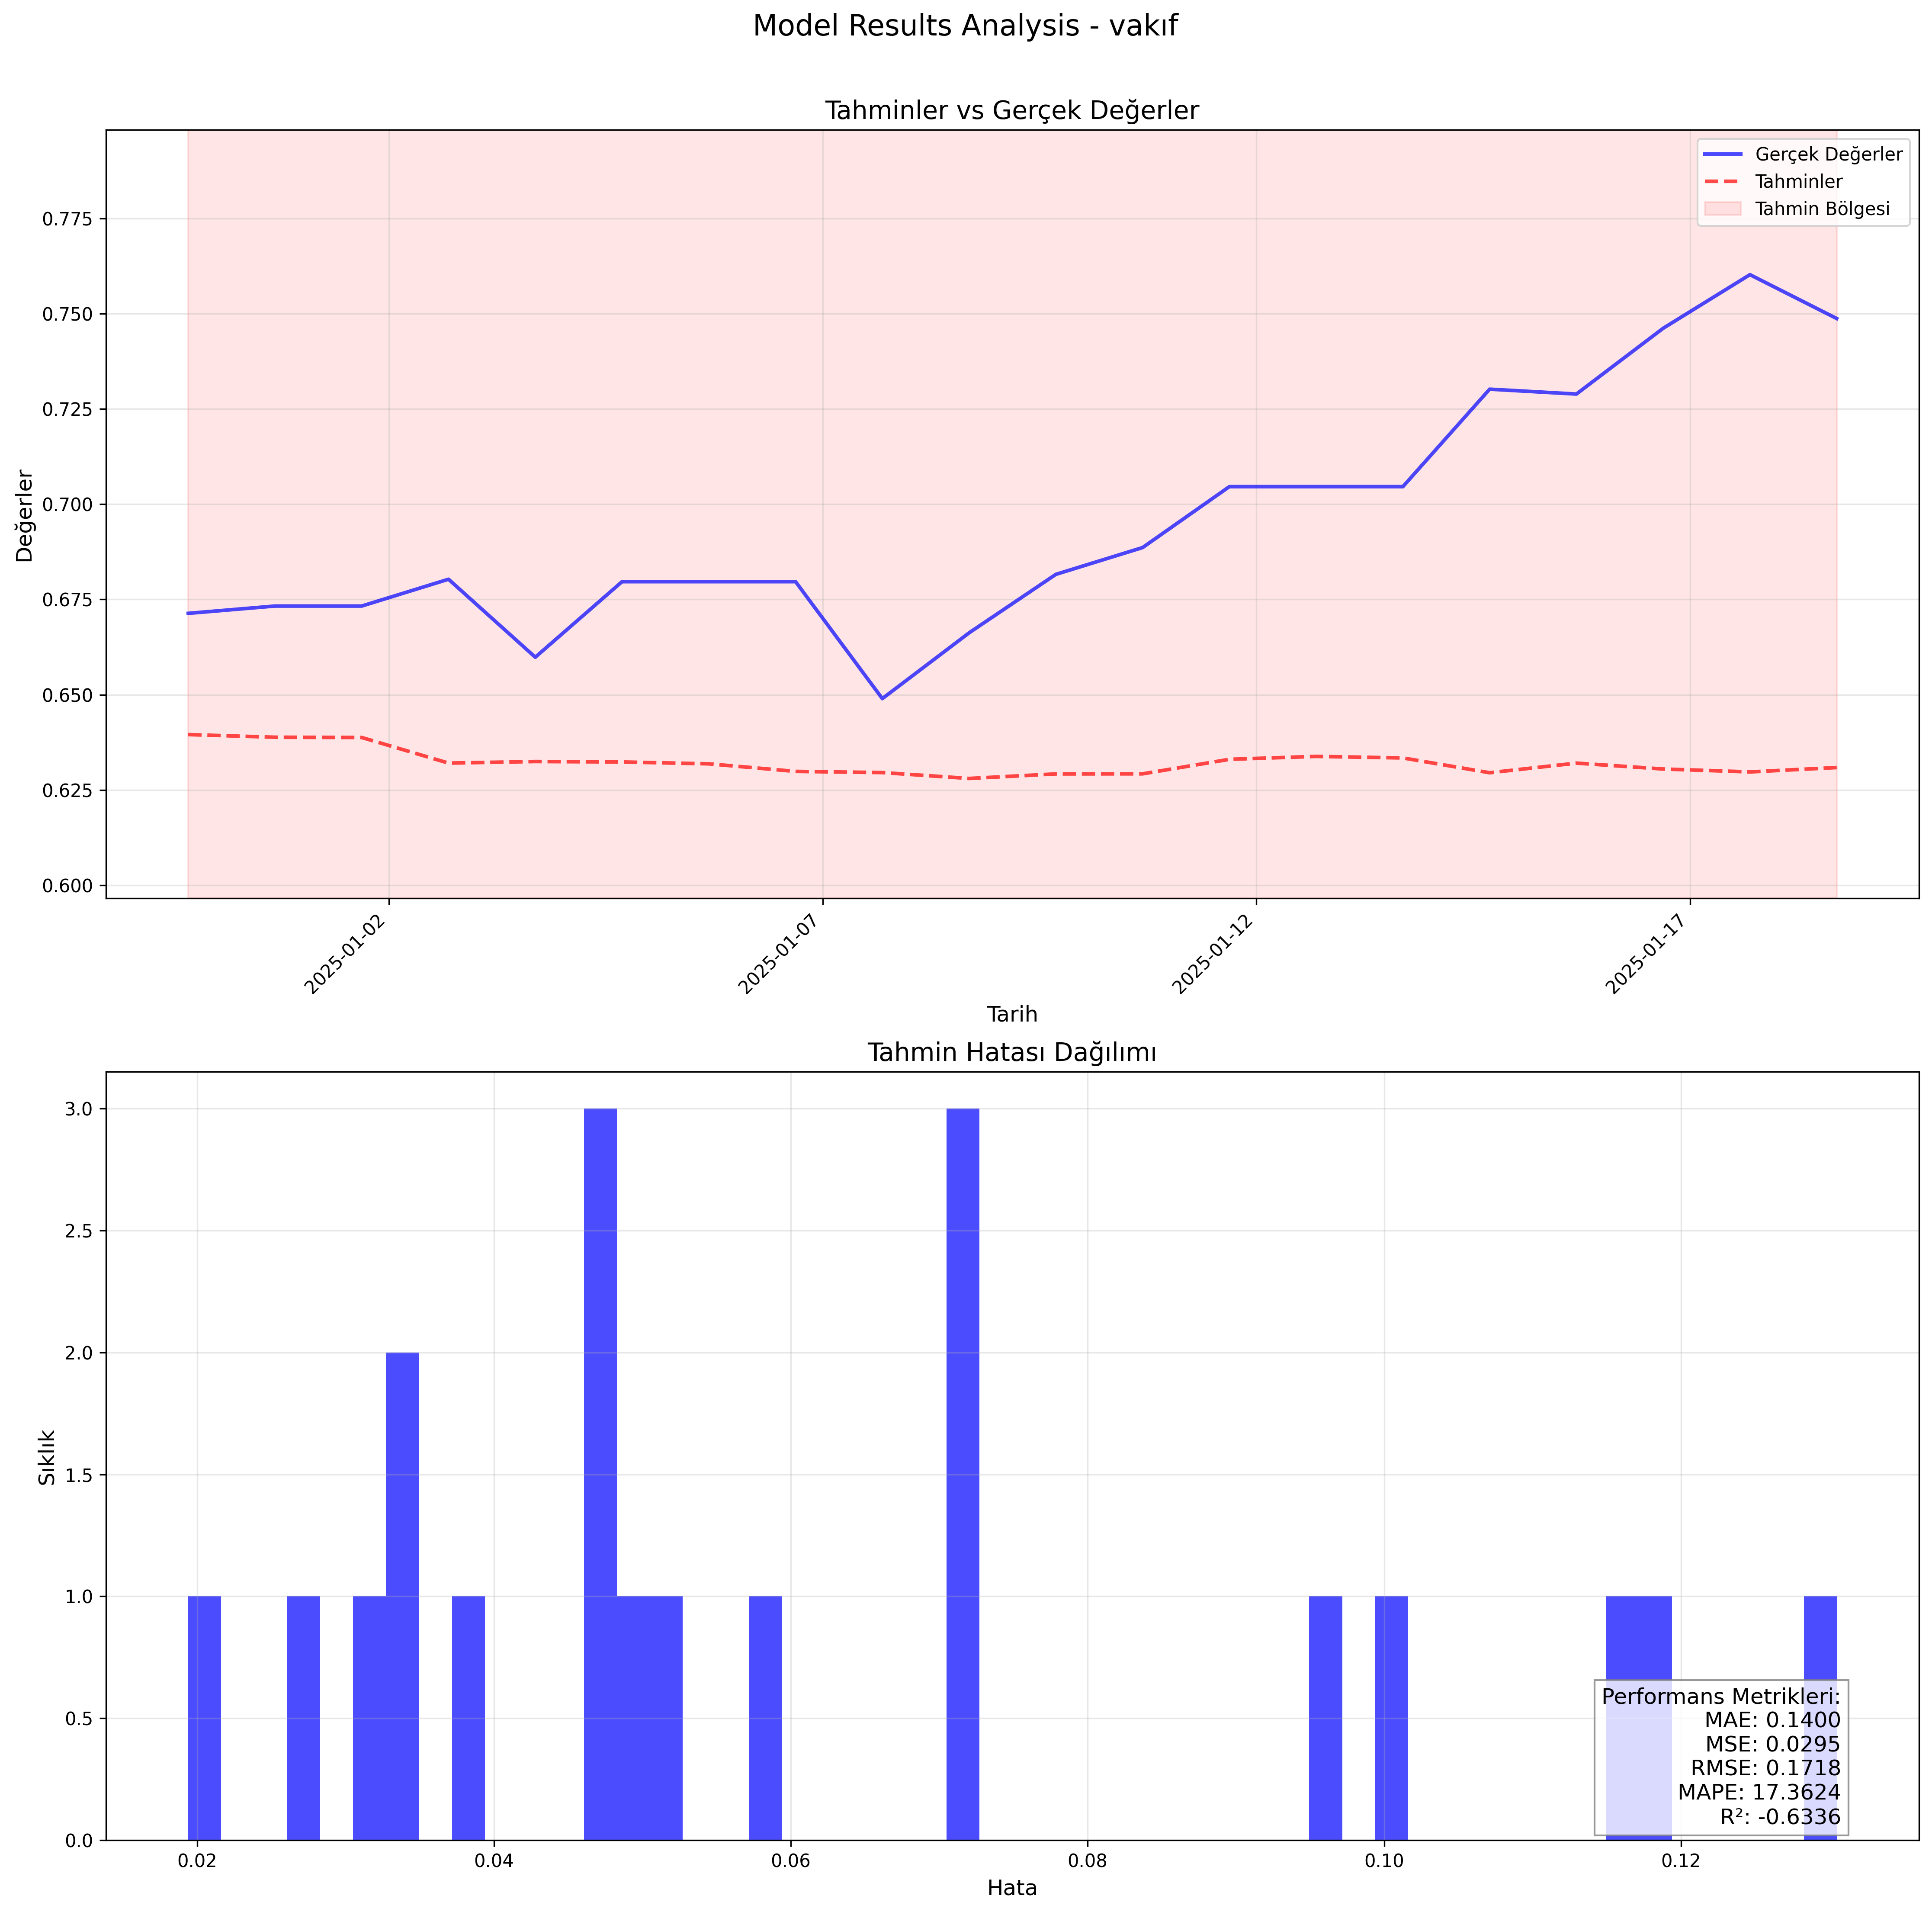 Model Results Analysis - vakıf
Tahminler vs Gerçek Değerler
Gerçek Değerler
Tahminler
Tahmin Bölgesi
Değerler
0.775
0.750
0.725
0.700
0.675
0.650
0.625
0.600
2025-01-02
2025-01-07
2025-01-12
2025-01-17
Tarih
Tahmin Hatası Dağılımı
Sıklık
3.0
2.5
2.0
1.5
1.0
0.5
0.0
Performans Metrikleri:
MAE: 0.1400
MSE: 0.0295
RMSE: 0.1718
MAPE: 17.3624
R²: -0.6336
0.02
0.04
0.06
0.08
0.10
0.12
Hata